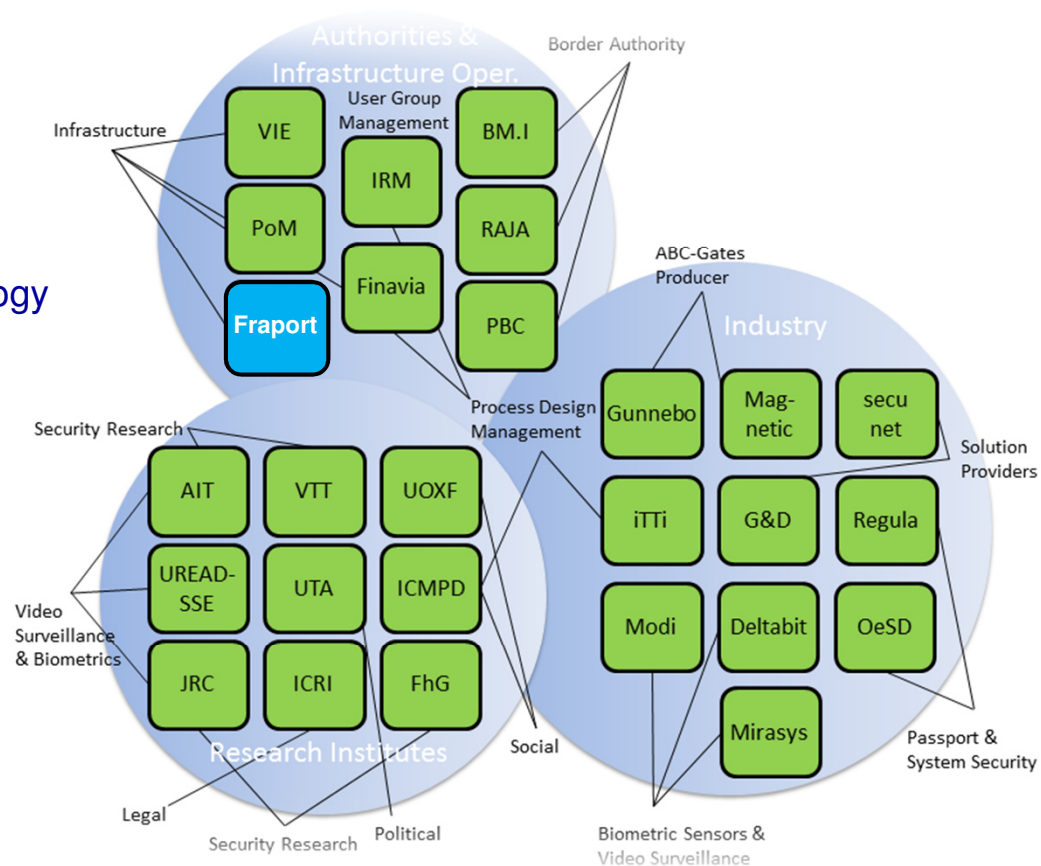 Authorities &
Infrastructure Oper.
Border Authority
User Group
Management
Infrastructure
VIE
BM.I
IRM
PoM
RAJA
Finavia
Fraport
PBC
ogy
ABC-Gates
Producer
Industry
Gunnebo
Mag-
netic
secu
net
Process Design
Management
Solution
Providers
Security Research
AIT
VTT
UOXF
iTTi
G&D
Regula
UREAD-
SSE
UTA
ICMPD
Video
Surveillance
& Biometrics
Modi
Deltabit
OeSD
JRC
ICRI
FhG
Mirasys
Research Institutes
Social
Passport &
System Security
Legal
Security Research
Political
Biometric Sensors &
Video Surveillance